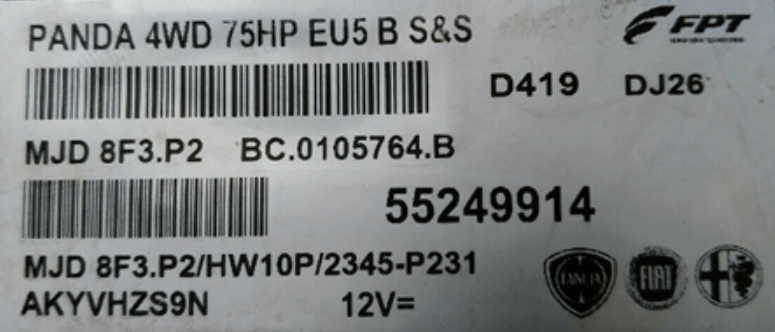 PANDA 4WD 75HP EU5 B S&S
FPT
D419 DJ26
MJD 8F3.P2 BC.0105764.B
55249914
MJD 8F3.P2/HW10P/2345-P231
AKYVHZS9N 12V=
LANCIA FIAT